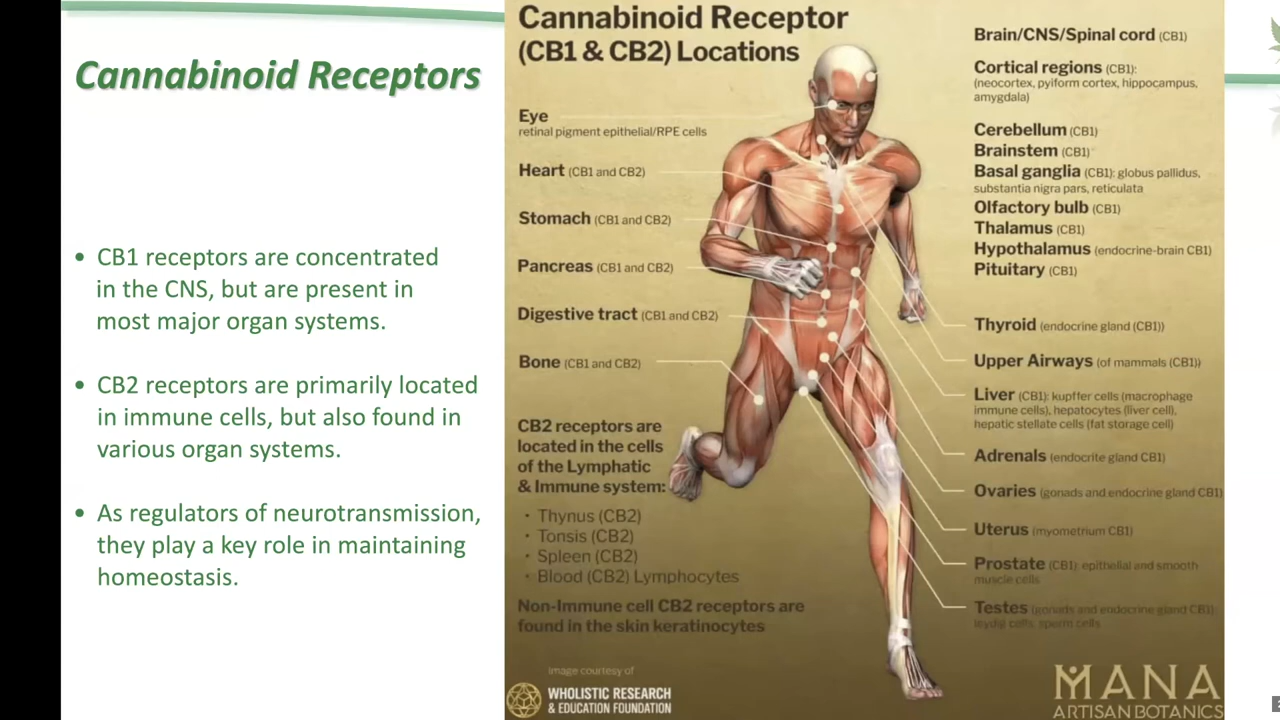 Cannabinoid Receptors
• CB1 receptors are concentrated
in the CNS, but are present in
most major organ systems.
• CB2 receptors are primarily located
in immune cells, but also found in
various organ systems.
• As regulators of neurotransmission,
they play a key role in maintaining
homeostasis.
Cannabinoid Receptor
(CB1 & CB2) Locations
Eye
retinal pigment epithelial/RPE cells
Heart (CB1 and CB2)
Stomach (CB1 and CB2)
Pancreas (CB1 and CB2)
Digestive tract (CB1 and CB2)
Bone (CB1 and CB2)
CB2 receptors are
located in the cells
of the Lymphatic
& Immune system:
• Thynus (CB2)
• Tonsis (CB2)
• Spleen (CB2)
• Blood (CB2) Lymphocytes
Non-Immune cell CB2 receptors are
found in the skin keratinocytes
Image courtesy of
WHOLISTIC RESEARCH
& EDUCATION FOUNDATION
Brain/CNS/Spinal cord (CB1)
Cortical regions (CB1):
(neocortex, pyiform cortex, hippocampus,
amygdala)
Cerebellum (CB1)
Brainstem (CB1)
Basal ganglia (CB1): globus pallidus,
substantia nigra pars, reticulata
Olfactory bulb (CB1)
Thalamus (CB1)
Hypothalamus (endocrine-brain CB1)
Pituitary (CB1)
Thyroid (endocrine gland (CB1))
Upper Airways (of mammals (CB1))
Liver (CB1): kupffer cells (macrophage
immune cells), hepatocytes (liver cell),
hepatic stellate cells (fat storage cell)
Adrenals (endocrite gland CB1)
Ovaries (gonads and endocrine gland CB1)
Uterus (myometrium CB1)
Prostate (CB1): epithelial and smooth
muscle cells
Testes (gonads and endocrine gland CB1):
leydig cells, sperm cells
MANA
ARTISAN BOTANICS